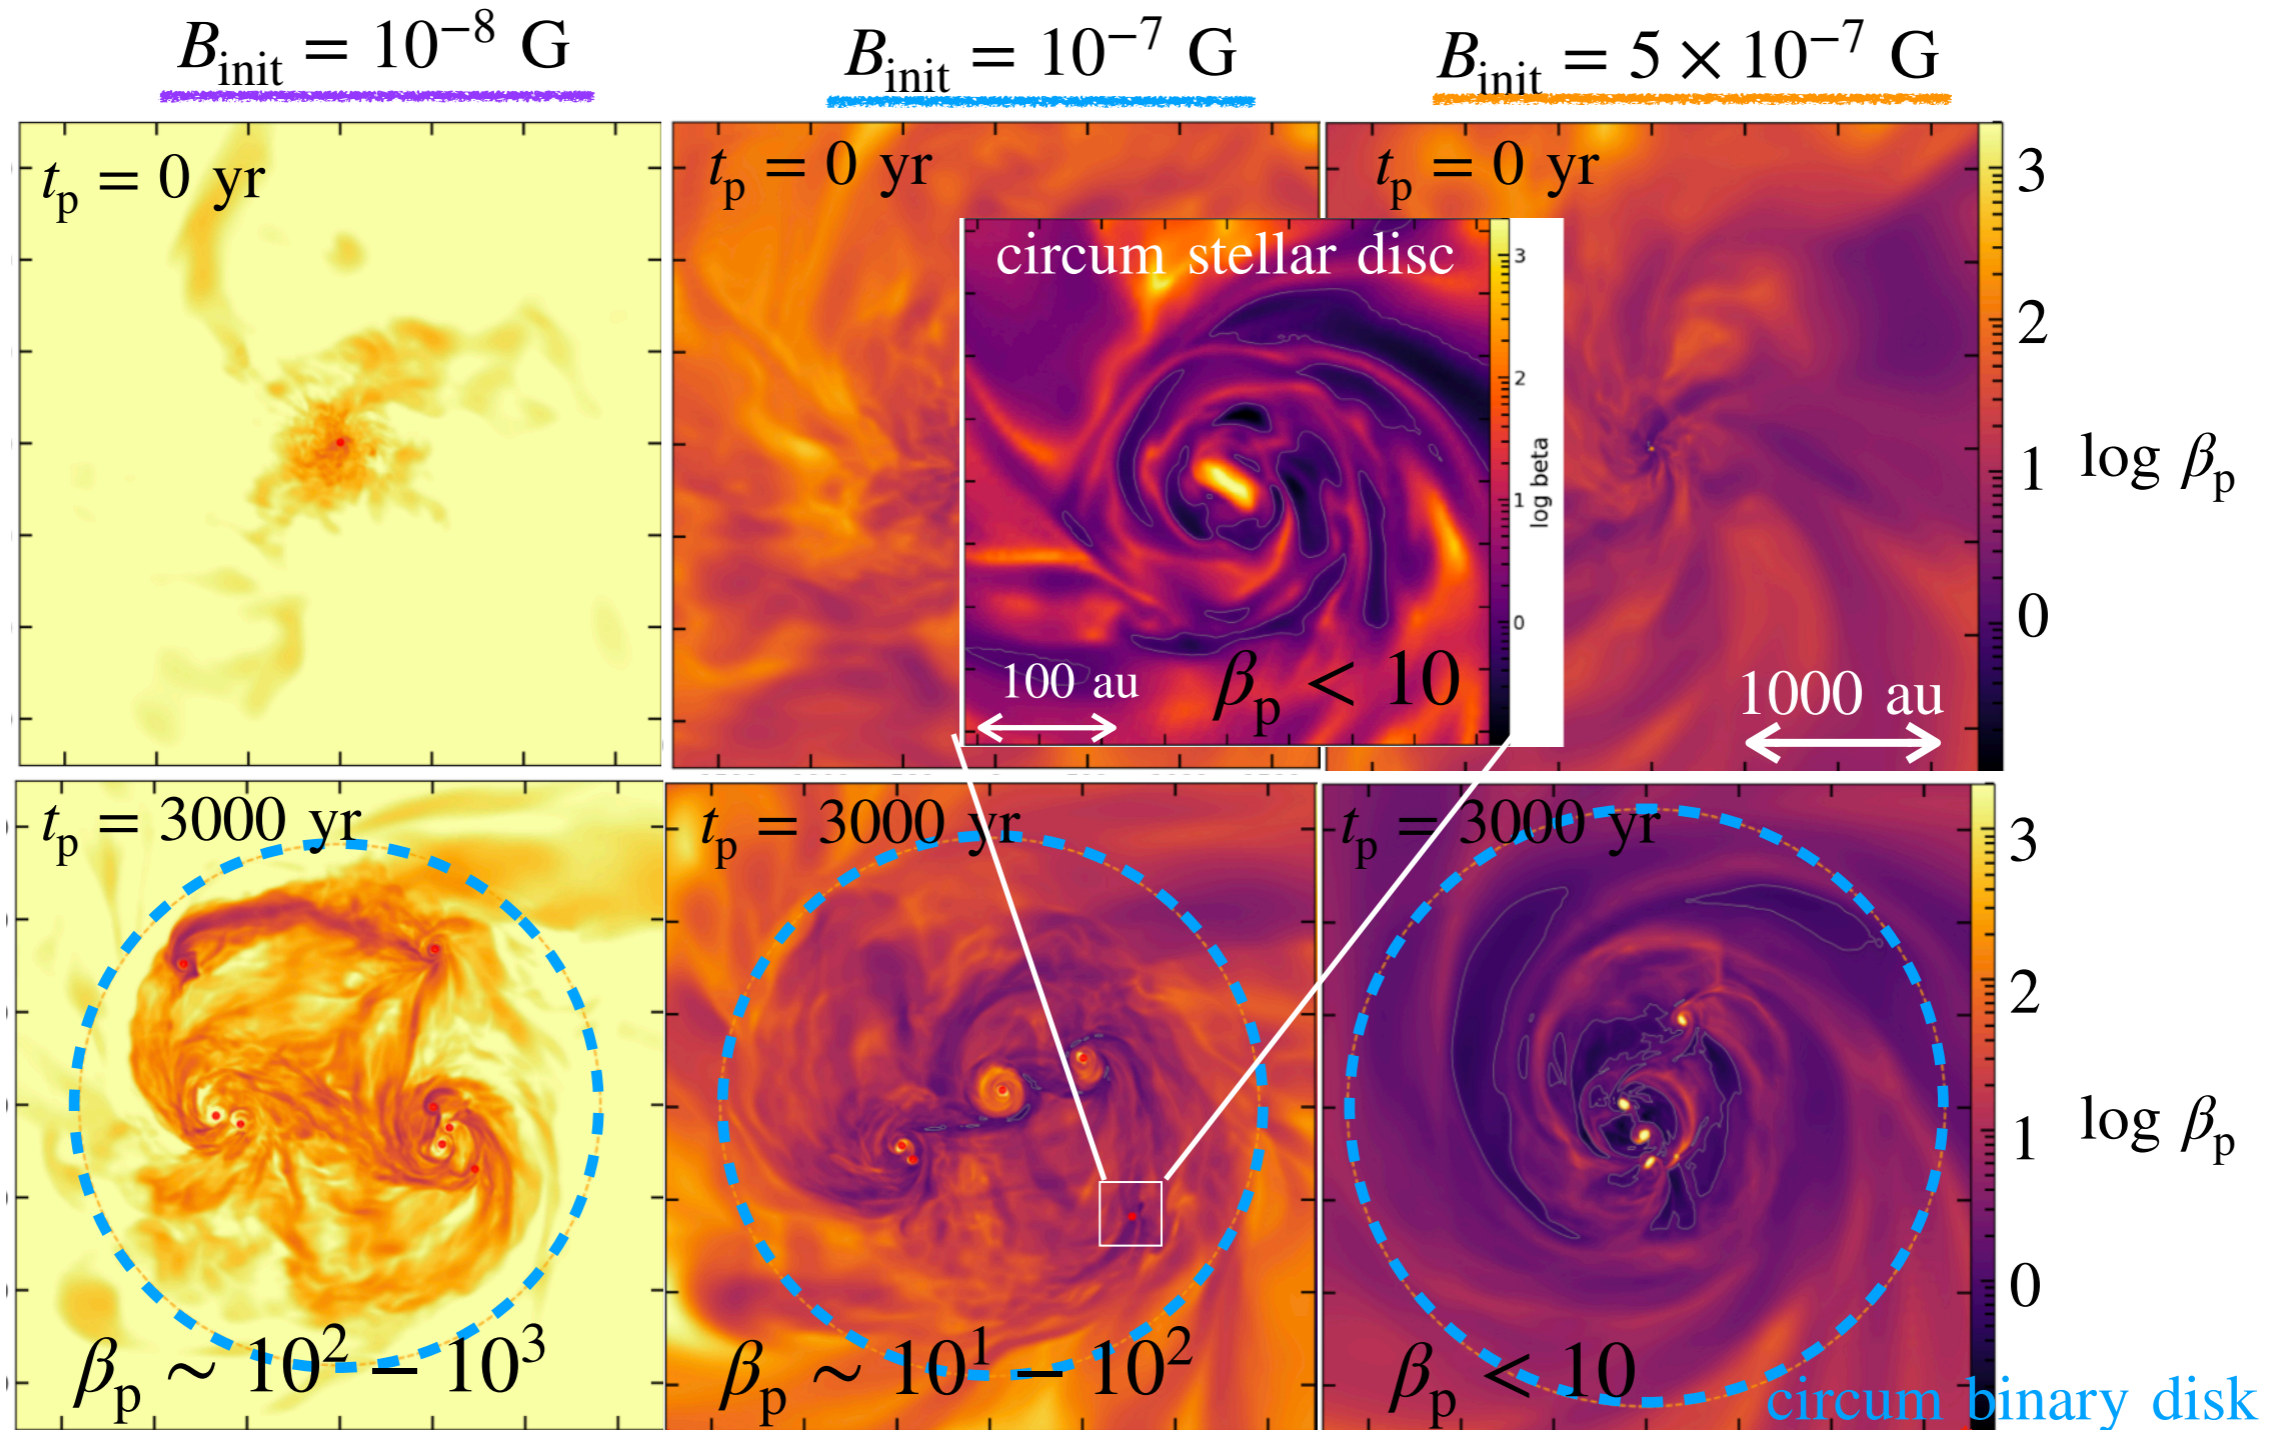 B_init = 10^−8 G
B_init = 10^−7 G
B_init = 5 × 10^−7 G
t_p = 0 yr
t_p = 0 yr
t_p = 0 yr
circum stellar disc
3
2
1
0
log beta
100 au
β_p < 10
1000 au
3
2
1
0
log β_p
t_p = 3000 yr
t_p = 3000 yr
t_p = 3000 yr
β_p ∼ 10^2 − 10^3
β_p ∼ 10^1 − 10^2
β_p < 10
3
2
1
0
log β_p
circum binary disk